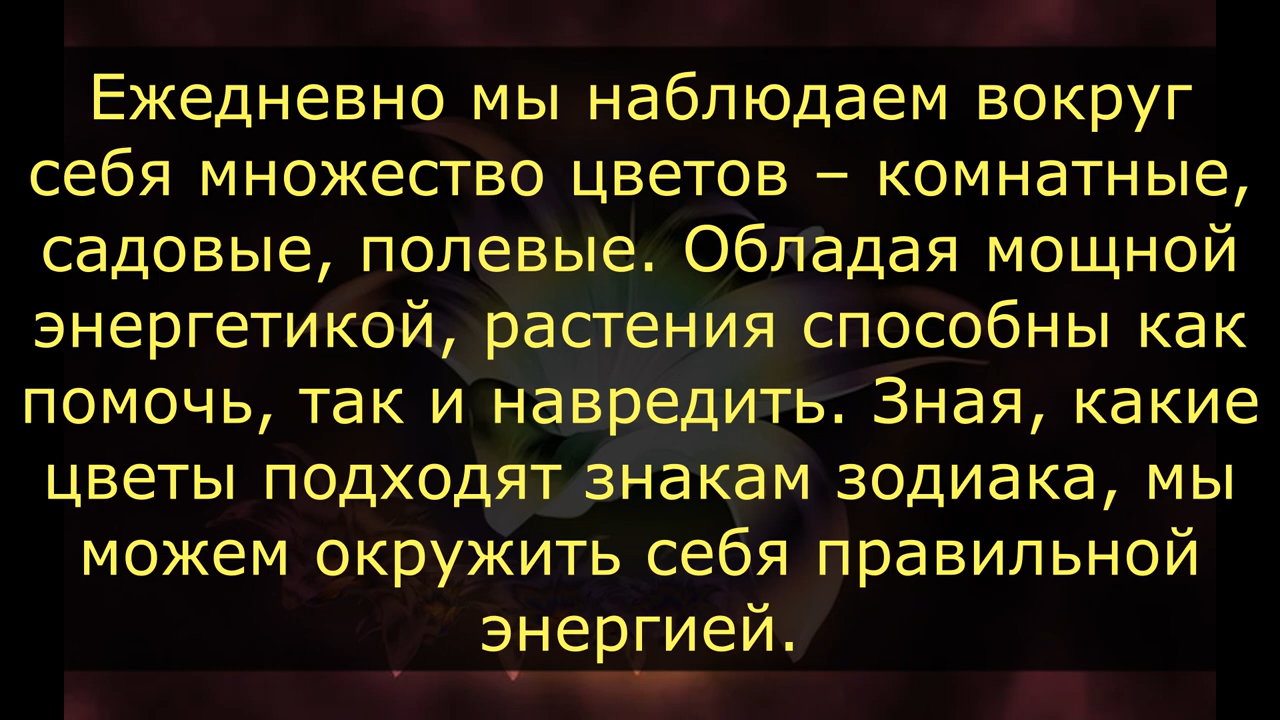 Ежедневно мы наблюдаем вокруг
себя множество цветов – комнатные,
садовые, полевые. Обладая мощной
энергетикой, растения способны как
помочь, так и навредить. Зная, какие
цветы подходят знакам зодиака, мы
можем окружить себя правильной
энергией.